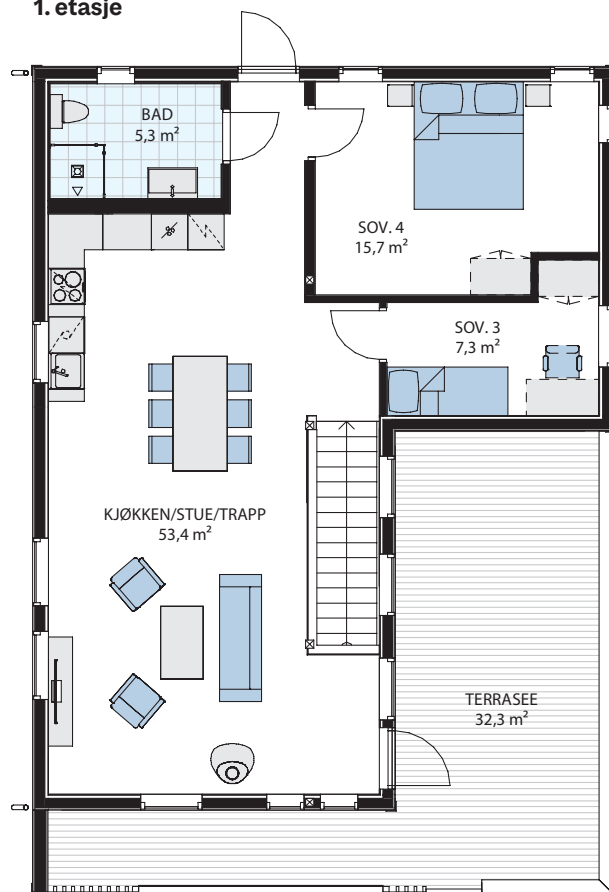 1. etasje
BAD
5,3 m²
SOV. 4
15,7 m²
SOV. 3
7,3 m²
KJØKKEN/STUE/TRAPP
53,4 m²
TERRASEE
32,3 m²